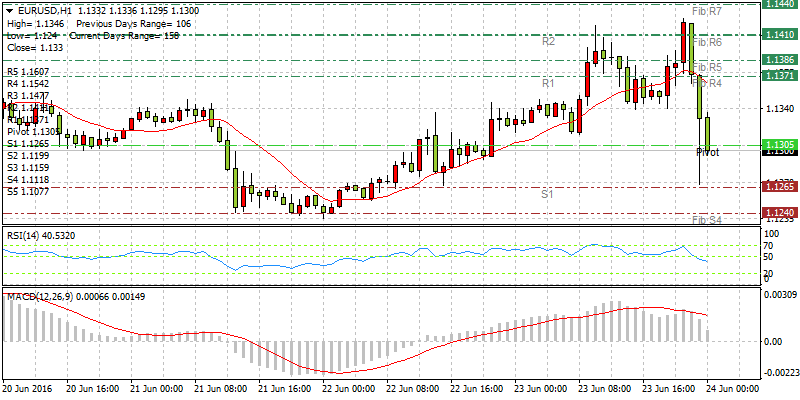 EURUSD,H1 1.1332 1.1336 1.1295 1.1300
High= 1.1346 Previous Days Range= 106
Low= 1.124 Current Days Range= 158
Close= 1.133
R5 1.1607
R4 1.1542
R3 1.1477
Pivot 1.1305
S1 1.1265
S2 1.1199
S3 1.1159
S4 1.1118
S5 1.1077
R2
R1
S1
Fib R7
Fib R6
Fib R5
Fib R4
Pivot
Fib S4
1.1440
1.1410
1.1386
1.1371
1.1340
1.1305
1.1300
1.1265
1.1240
1.1235
RSI(14) 40.5320
100
70
50
20
0
MACD(12,26,9) 0.00066 0.00149
0.00309
0.00
-0.00223
20 Jun 2016 20 Jun 16:00 21 Jun 00:00 21 Jun 08:00 21 Jun 16:00 22 Jun 00:00 22 Jun 08:00 22 Jun 16:00 23 Jun 00:00 23 Jun 08:00 23 Jun 16:00 24 Jun 00:00